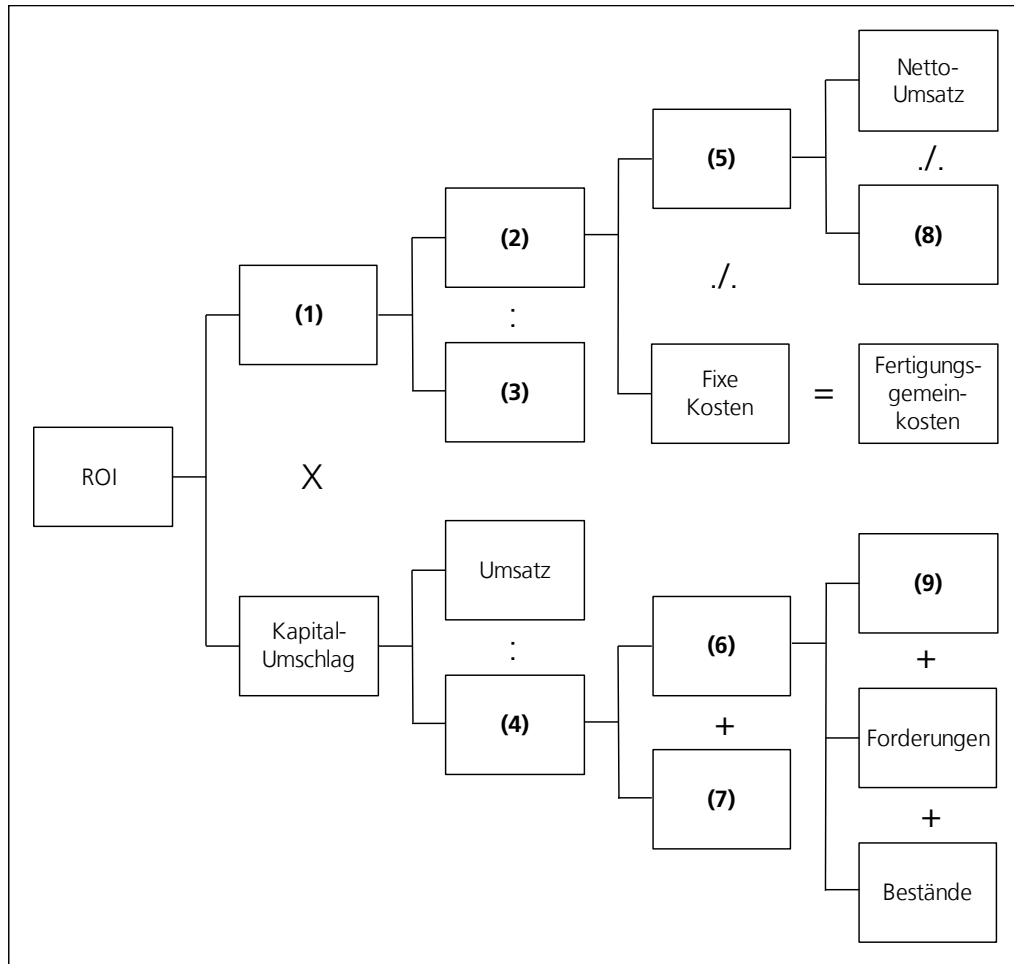 Netto-
Umsatz
./.
(5)
(8)
(2)
./.
(1)
:
(3)
Fixe
Kosten
=
Fertigungs-
gemein-
kosten
ROI
X
Umsatz
(9)
Kapital-
Umschlag
:
(6)
+
(4)
+
Forderungen
(7)
+
Bestände